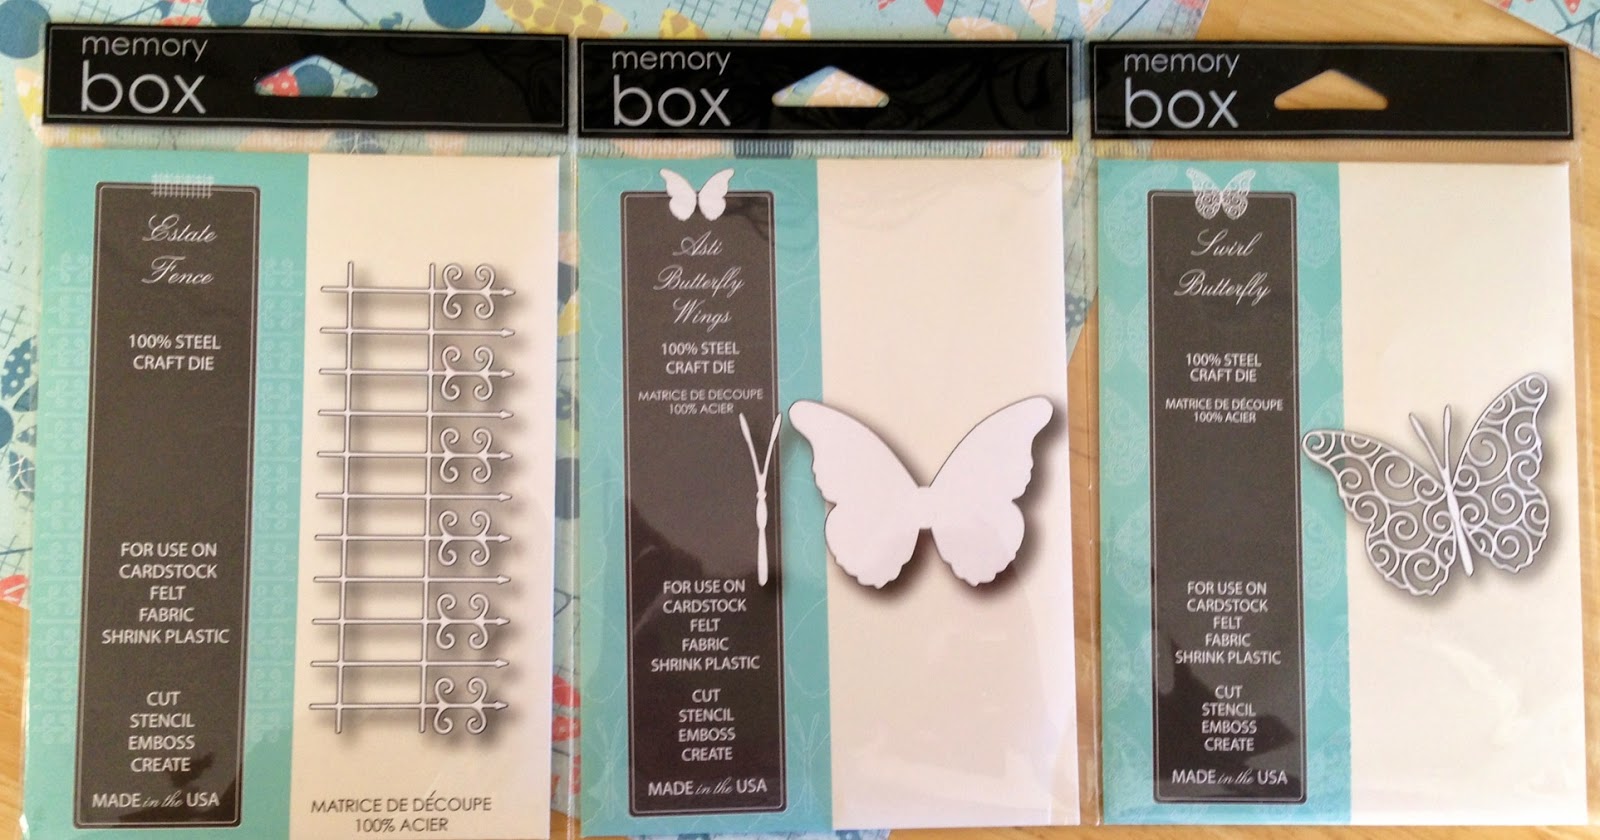 memory
box
Estate
Fence
100% STEEL
CRAFT DIE
FOR USE ON
CARDSTOCK
FELT
FABRIC
SHRINK PLASTIC
CUT
STENCIL
EMBOSS
CREATE
MADE in the USA
MATRICE DE DÉCOUPE
100% ACIER
memory
box
Asti
Butterfly
Wings
100% STEEL
CRAFT DIE
MATRICE DE DECOUPE
100% ACIER
FOR USE ON
CARDSTOCK
FELT
FABRIC
SHRINK PLASTIC
CUT
STENCIL
EMBOSS
CREATE
MADE in the USA
memory
box
Swirl
Butterfly
100% STEEL
CRAFT DIE
MATRICE DE DÉCOUPE
100% ACIER
FOR USE ON
CARDSTOCK
FELT
FABRIC
SHRINK PLASTIC
CUT
STENCIL
EMBOSS
CREATE
MADE in the USA